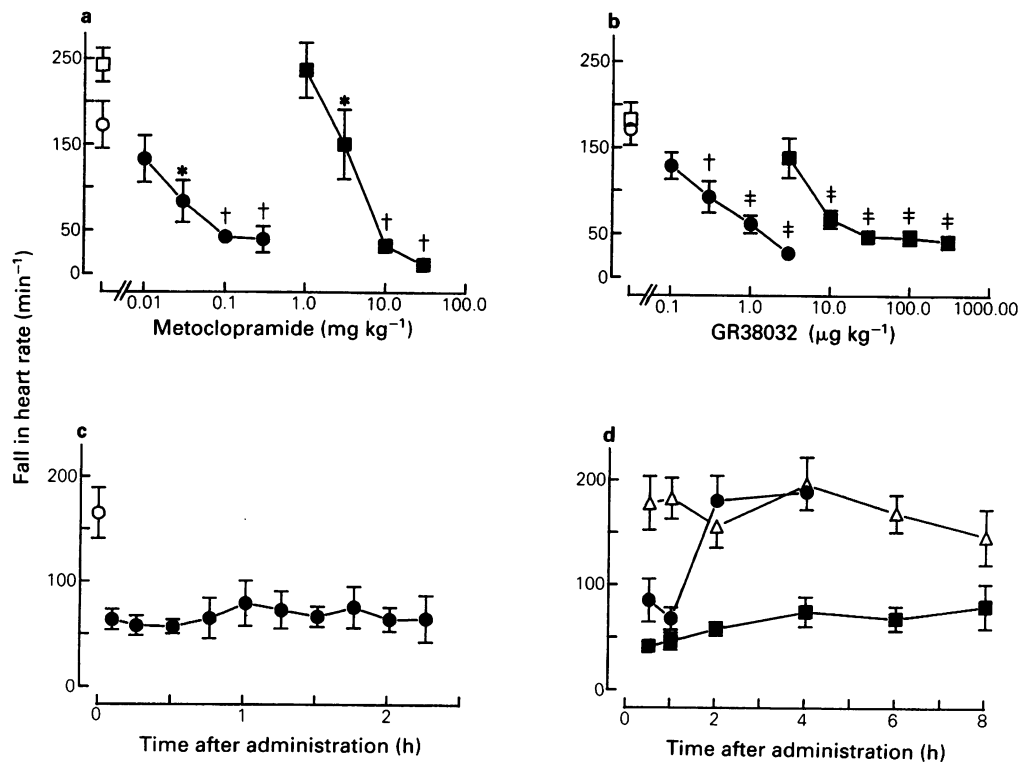 Fall in heart rate (min⁻¹)
a
250
150
50
0
*
†
†
*
†
†
0.01 0.1 1.0 10.0 100.0
Metoclopramide (mg kg⁻¹)
b
250
150
50
0
†
‡
‡
‡
‡
‡
‡
0.1 1.0 10.0 100.0 1000.00
GR38032 (μg kg⁻¹)
c
200
100
0
0 1 2
Time after administration (h)
d
200
100
0
0 2 4 6 8
Time after administration (h)